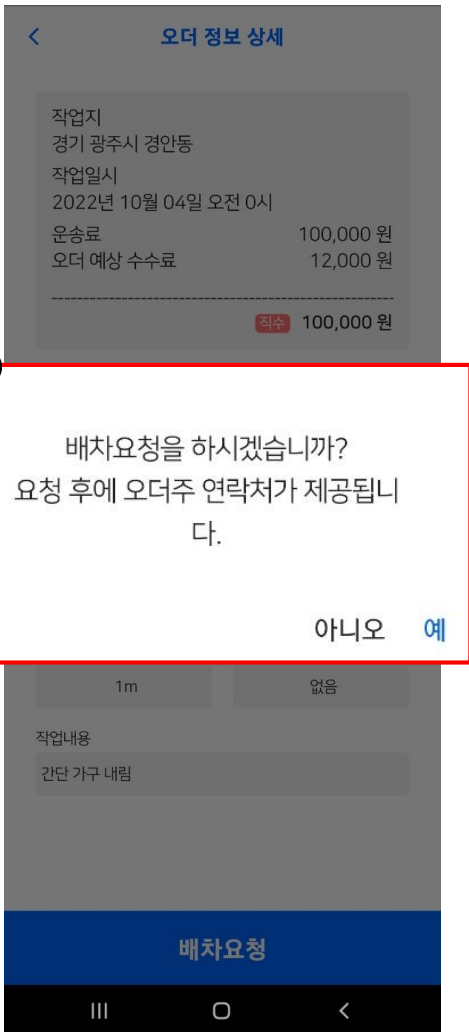 오더 정보 상세
작업지
경기 광주시 경안동
작업일시
2022년 10월 04일 오전 0시
운송료 100,000 원
오더 예상 수수료 12,000 원
직수 100,000 원
배차요청을 하시겠습니까?
요청 후에 오더주 연락처가 제공됩니
다.
아니오 예
1m 없음
작업내용
간단 가구 내림
배차요청